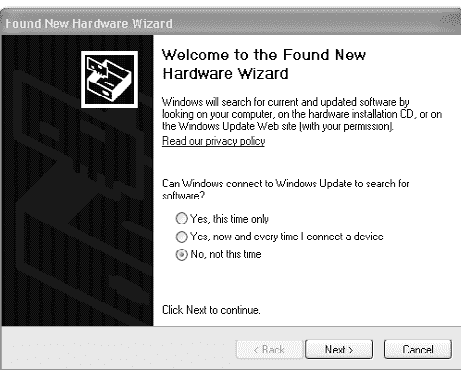 Found New Hardware Wizard
Welcome to the Found New
Hardware Wizard
Windows will search for current and updated software by
looking on your computer, on the hardware installation CD, or on
the Windows Update Web site (with your permission).
Read our privacy policy
Can Windows connect to Windows Update to search for
software?
Yes, this time only
Yes, now and every time I connect a device
No, not this time
Click Next to continue.
< Back Next > Cancel